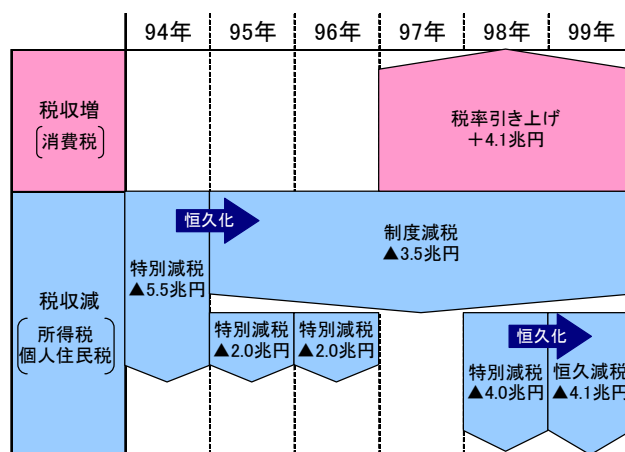 94年 95年 96年 97年 98年 99年
税収増
消費税
税率引き上げ
＋4.1兆円
恒久化
制度減税
▲3.5兆円
特別減税
▲5.5兆円
税収減
所得税
個人住民税
特別減税
▲2.0兆円
特別減税
▲2.0兆円
恒久化
特別減税
▲4.0兆円
恒久減税
▲4.1兆円